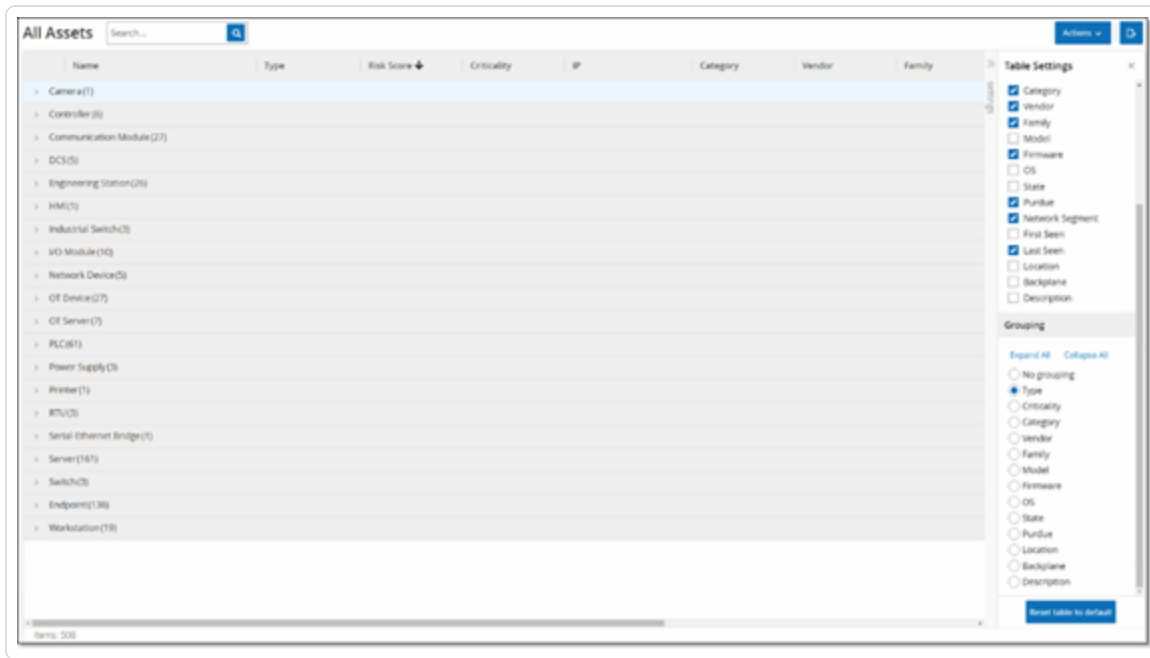 All Assets Search... Actions
Name Type Risk Score Criticality IP Category Vendor Family
Table Settings
Settings
Camera(1)
Controller(6)
Communication Module(27)
DCS(5)
Engineering Station(26)
HMI(1)
Industrial Switch(3)
I/O Module(10)
Network Device(5)
OT Device(27)
OT Server(7)
PLC(61)
Power Supply(3)
Printer(1)
RTU(3)
Serial Ethernet Bridge(1)
Server(161)
Switch(3)
Endpoint(136)
Workstation(19)
Items: 508
Category
Vendor
Family
Model
Firmware
OS
State
Purdue
Network Segment
First Seen
Last Seen
Location
Backplane
Description
Grouping
Expand All Collapse All
No grouping
Type
Criticality
Category
Vendor
Family
Model
Firmware
OS
State
Purdue
Location
Backplane
Description
Reset table to default